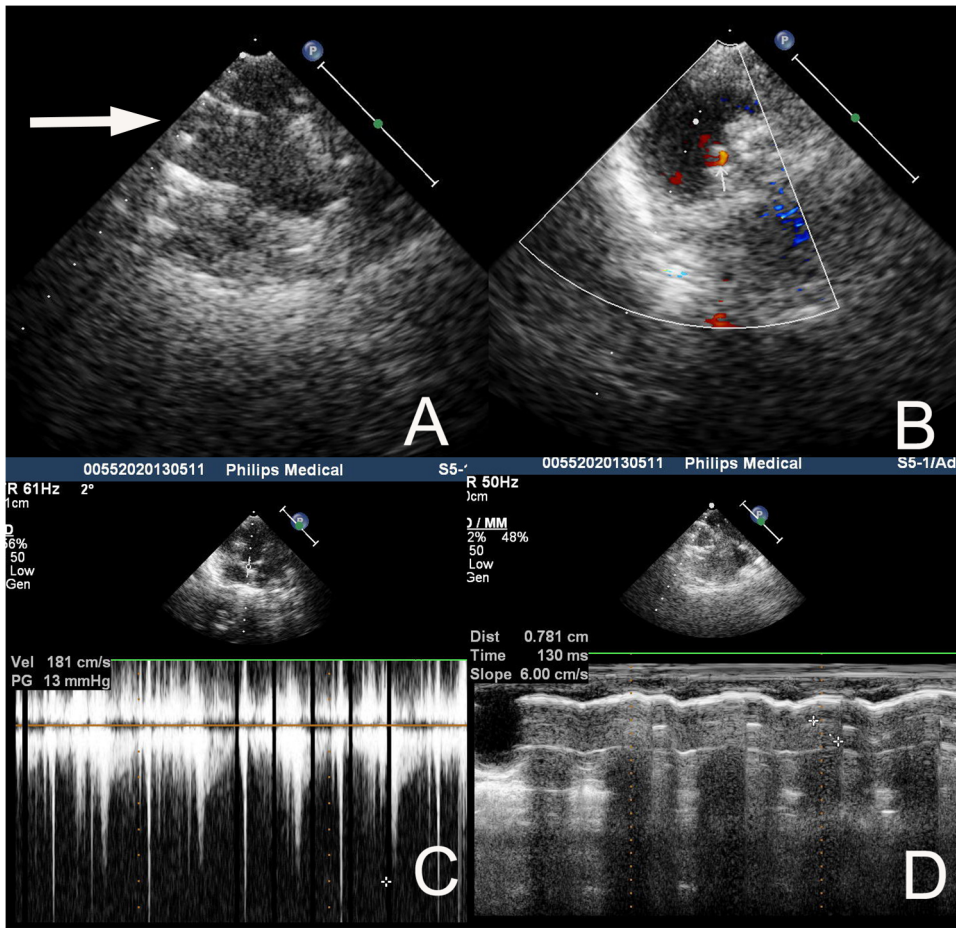 P
P
A
B
00552020130511 Philips Medical S5-
R 61Hz 2°
1cm
D
56%
50
Low
Gen
P
Vel 181 cm/s
PG 13 mmHg
C
00552020130511 Philips Medical S5-1/Ad
R 50Hz
0cm
D / MM
2% 48%
50
Low
Gen
P
Dist 0.781 cm
Time 130 ms
Slope 6.00 cm/s
D